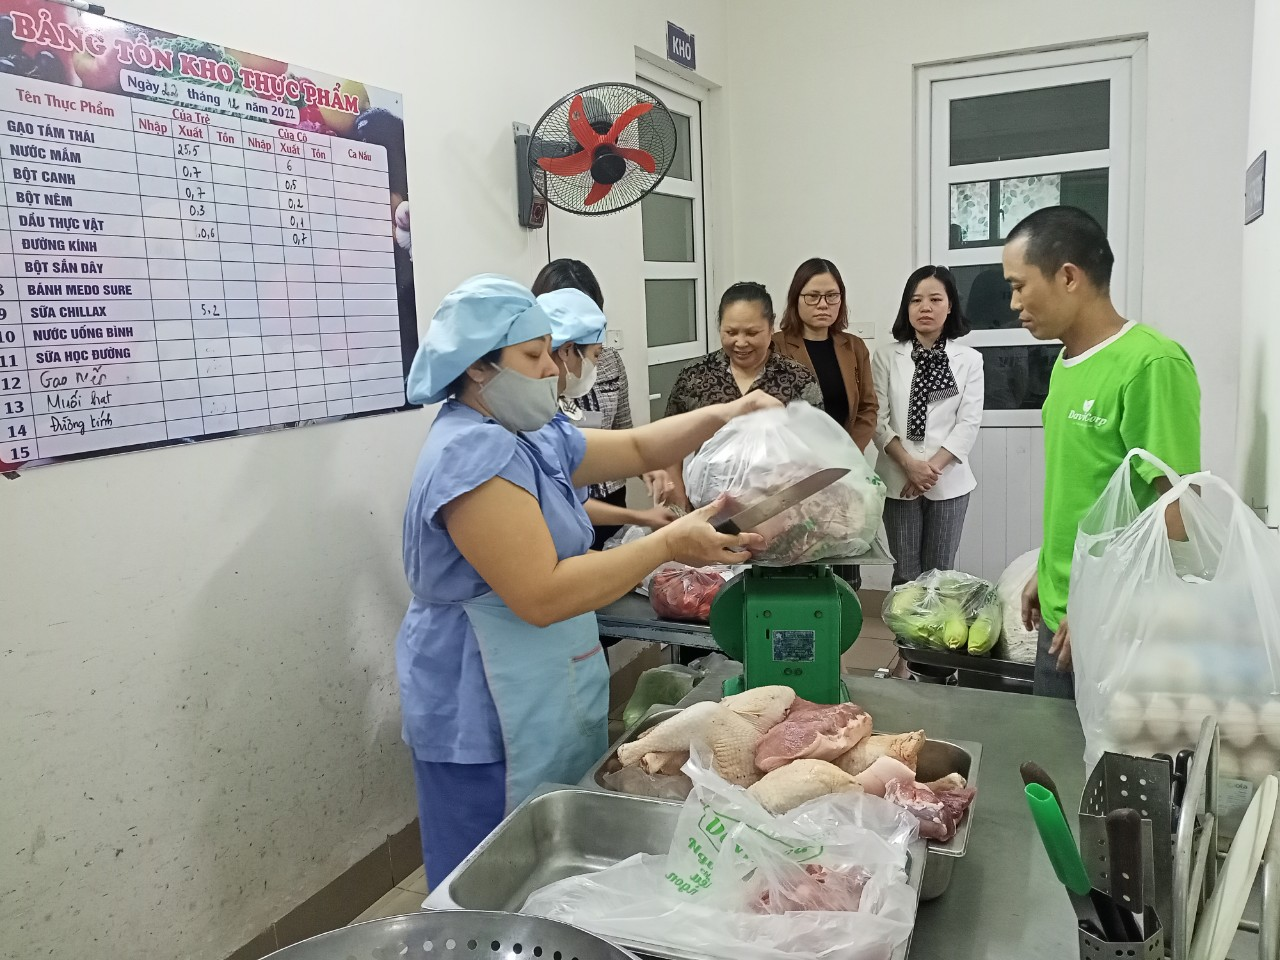 BẢNG TỒN KHO THỰC PHẨM
Ngày 22 tháng 12 năm 2022
Tên Thực Phẩm Của Trẻ Của Cô Ca Nấu
Nhập Xuất Tồn Nhập Xuất Tồn
GẠO TÁM THÁI 25,5 6
NƯỚC MẮM 0,7 0,5
BỘT CANH 0,7 0,2
BỘT NÊM 0,3 0,1
DẦU THỰC VẬT 0,6 0,7
ĐƯỜNG KÍNH
BỘT SẮN DÂY
8 BÁNH MEDO SURE
9 SỮA CHILLAX 5,2
10 NƯỚC UỐNG BÌNH
11 SỮA HỌC ĐƯỜNG
12 Gạo nếp
13 Muối hạt
14 Đường kính
15
KHO
DaviCorp